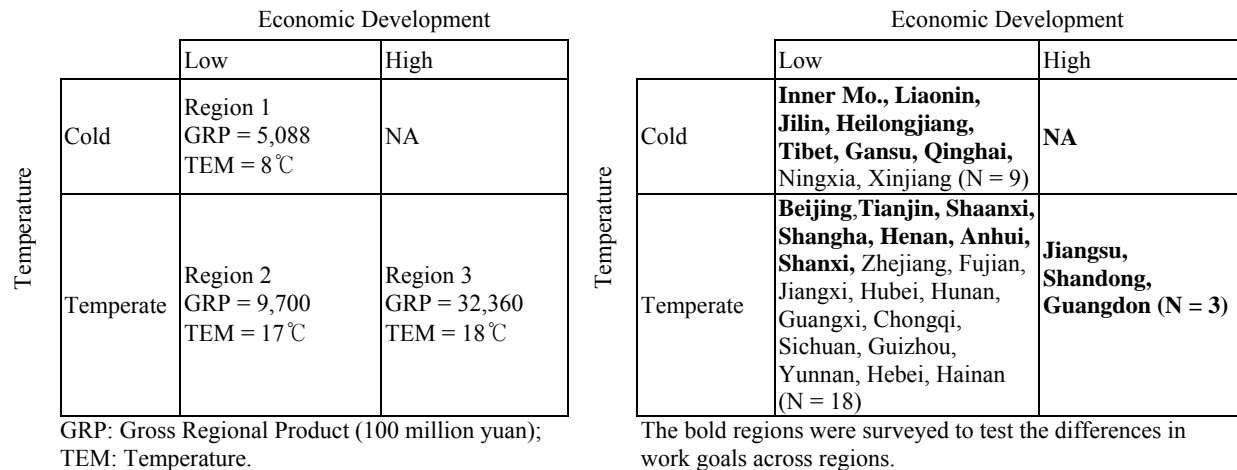 Economic Development
Low
High
Temperature
Cold
Region 1
GRP = 5,088
TEM = 8℃
NA
Temperate
Region 2
GRP = 9,700
TEM = 17℃
Region 3
GRP = 32,360
TEM = 18℃
GRP: Gross Regional Product (100 million yuan);
TEM: Temperature.
Economic Development
Low
High
Temperature
Cold
Inner Mo., Liaonin,
Jilin, Heilongjiang,
Tibet, Gansu, Qinghai,
Ningxia, Xinjiang (N = 9)
NA
Temperate
Beijing,Tianjin, Shaanxi,
Shangha, Henan, Anhui,
Shanxi, Zhejiang, Fujian,
Jiangxi, Hubei, Hunan,
Guangxi, Chongqi,
Sichuan, Guizhou,
Yunnan, Hebei, Hainan
(N = 18)
Jiangsu,
Shandong,
Guangdon (N = 3)
The bold regions were surveyed to test the differences in
work goals across regions.